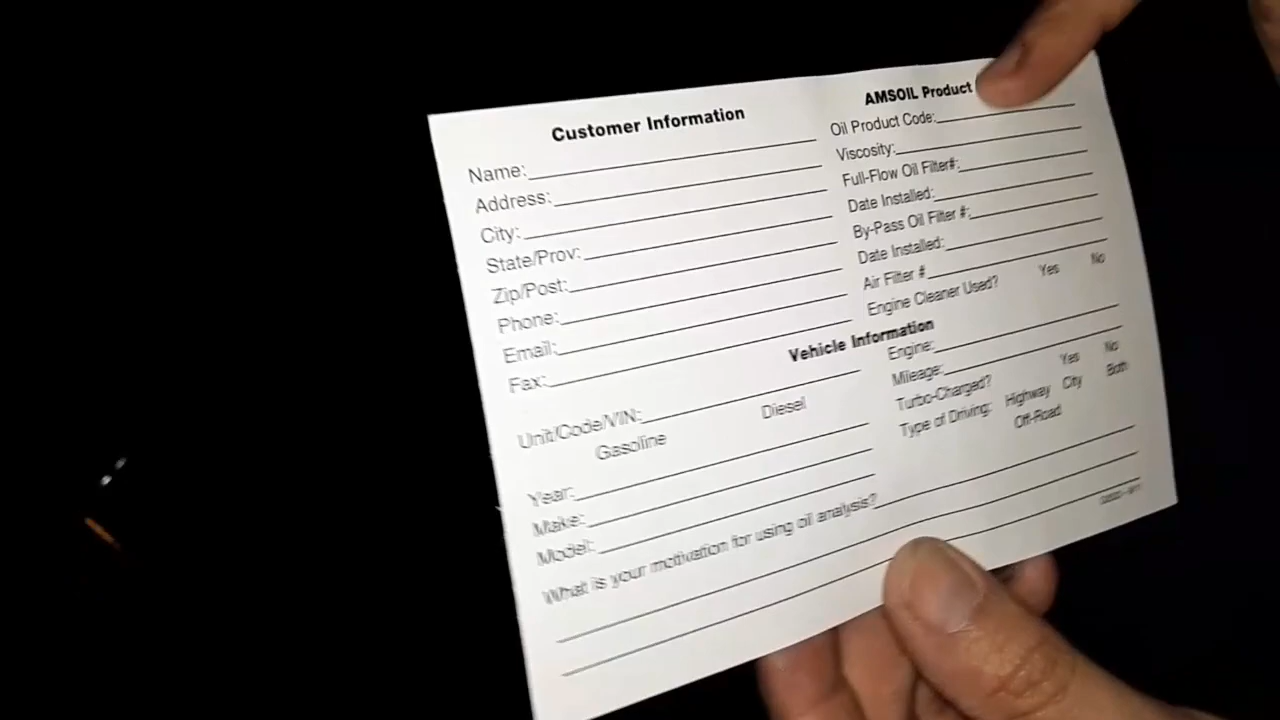 Customer Information
Name:
Address:
City:
State/Prov:
Zip/Post:
Phone:
Email:
Fax:
AMSOIL Product
Oil Product Code:
Viscosity:
Full-Flow Oil Filter#:
Date Installed:
By-Pass Oil Filter #:
Date Installed:
Air Filter #
Engine Cleaner Used? Yes No
Vehicle Information
Unit/Code/VIN:
Gasoline Diesel
Year:
Make:
Model:
Engine:
Mileage:
Turbo-Charged? Yes No
Type of Driving: Highway City Both
Off-Road
What is your motivation for using oil analysis?